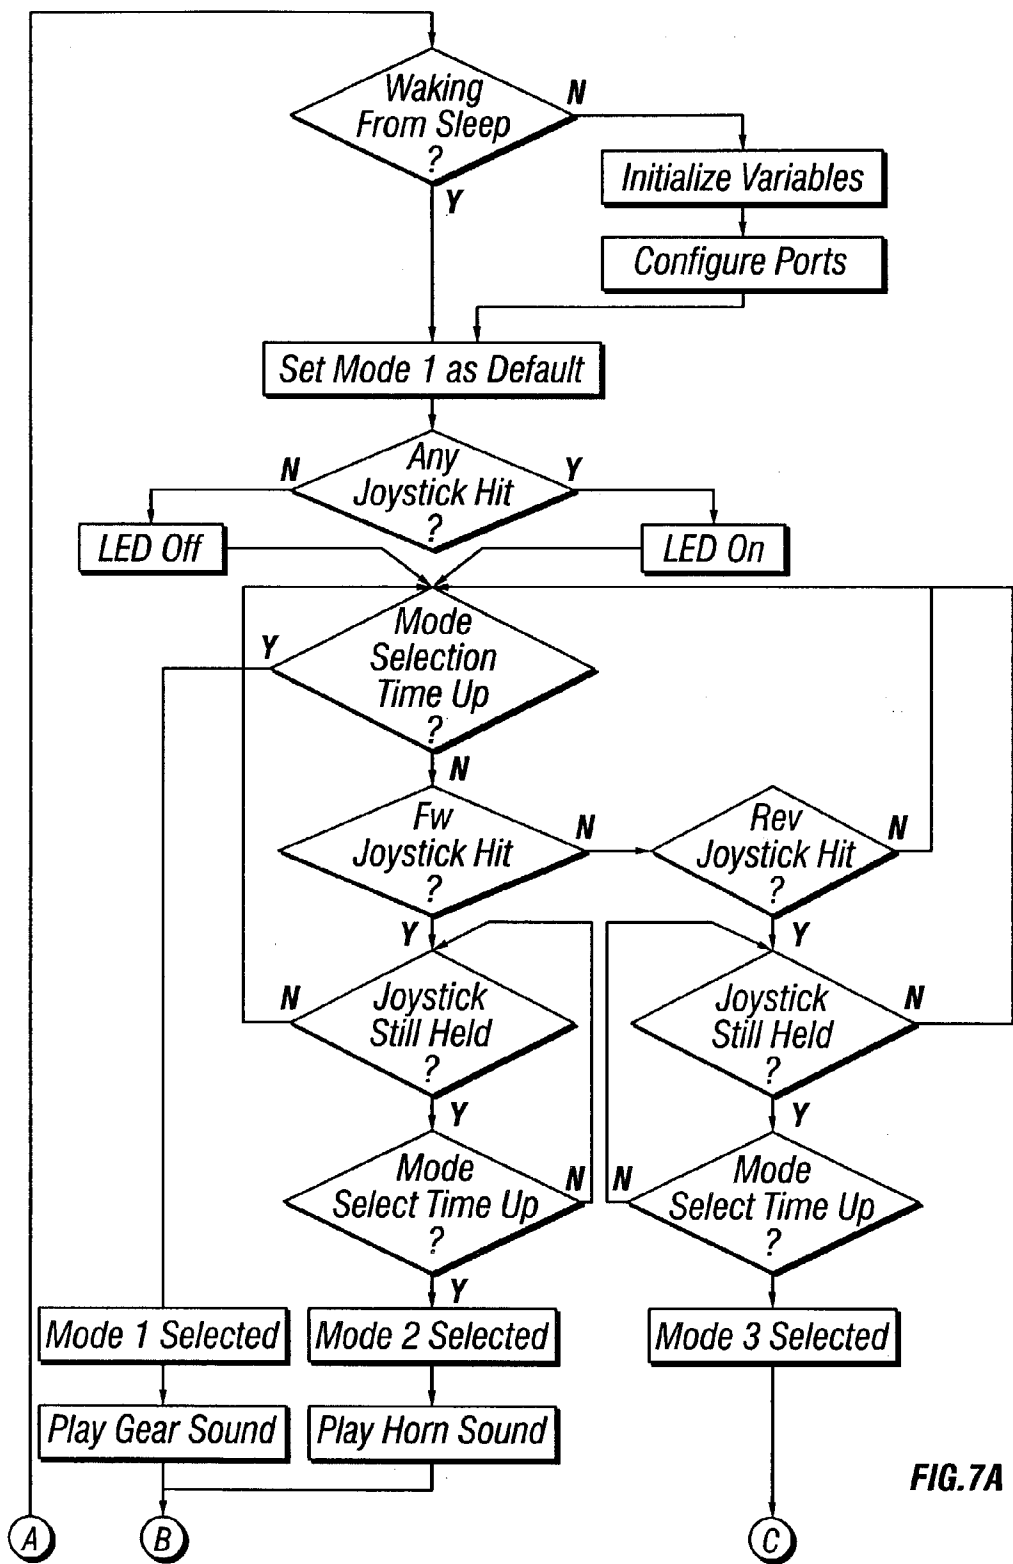 Waking
From Sleep
?
N
Y
Initialize Variables
Configure Ports
Set Mode 1 as Default
Any
Joystick Hit
?
N
Y
LED Off
LED On
Mode
Selection
Time Up
?
Y
N
Fw
Joystick Hit
?
N
Y
Rev
Joystick Hit
?
N
Y
Joystick
Still Held
?
N
Y
Joystick
Still Held
?
N
Y
Mode
Select Time Up
?
N
Y
Mode
Select Time Up
?
N
Mode 1 Selected
Mode 2 Selected
Mode 3 Selected
Play Gear Sound
Play Horn Sound
FIG.7A
A
B
C